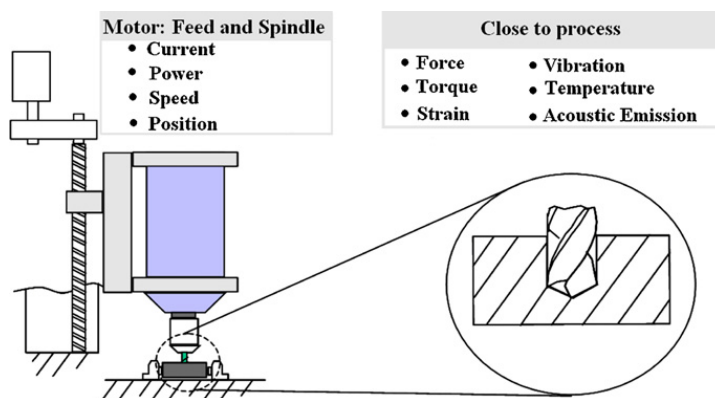 Motor: Feed and Spindle
• Current
• Power
• Speed
• Position
Close to process
• Force
• Torque
• Strain
• Vibration
• Temperature
• Acoustic Emission